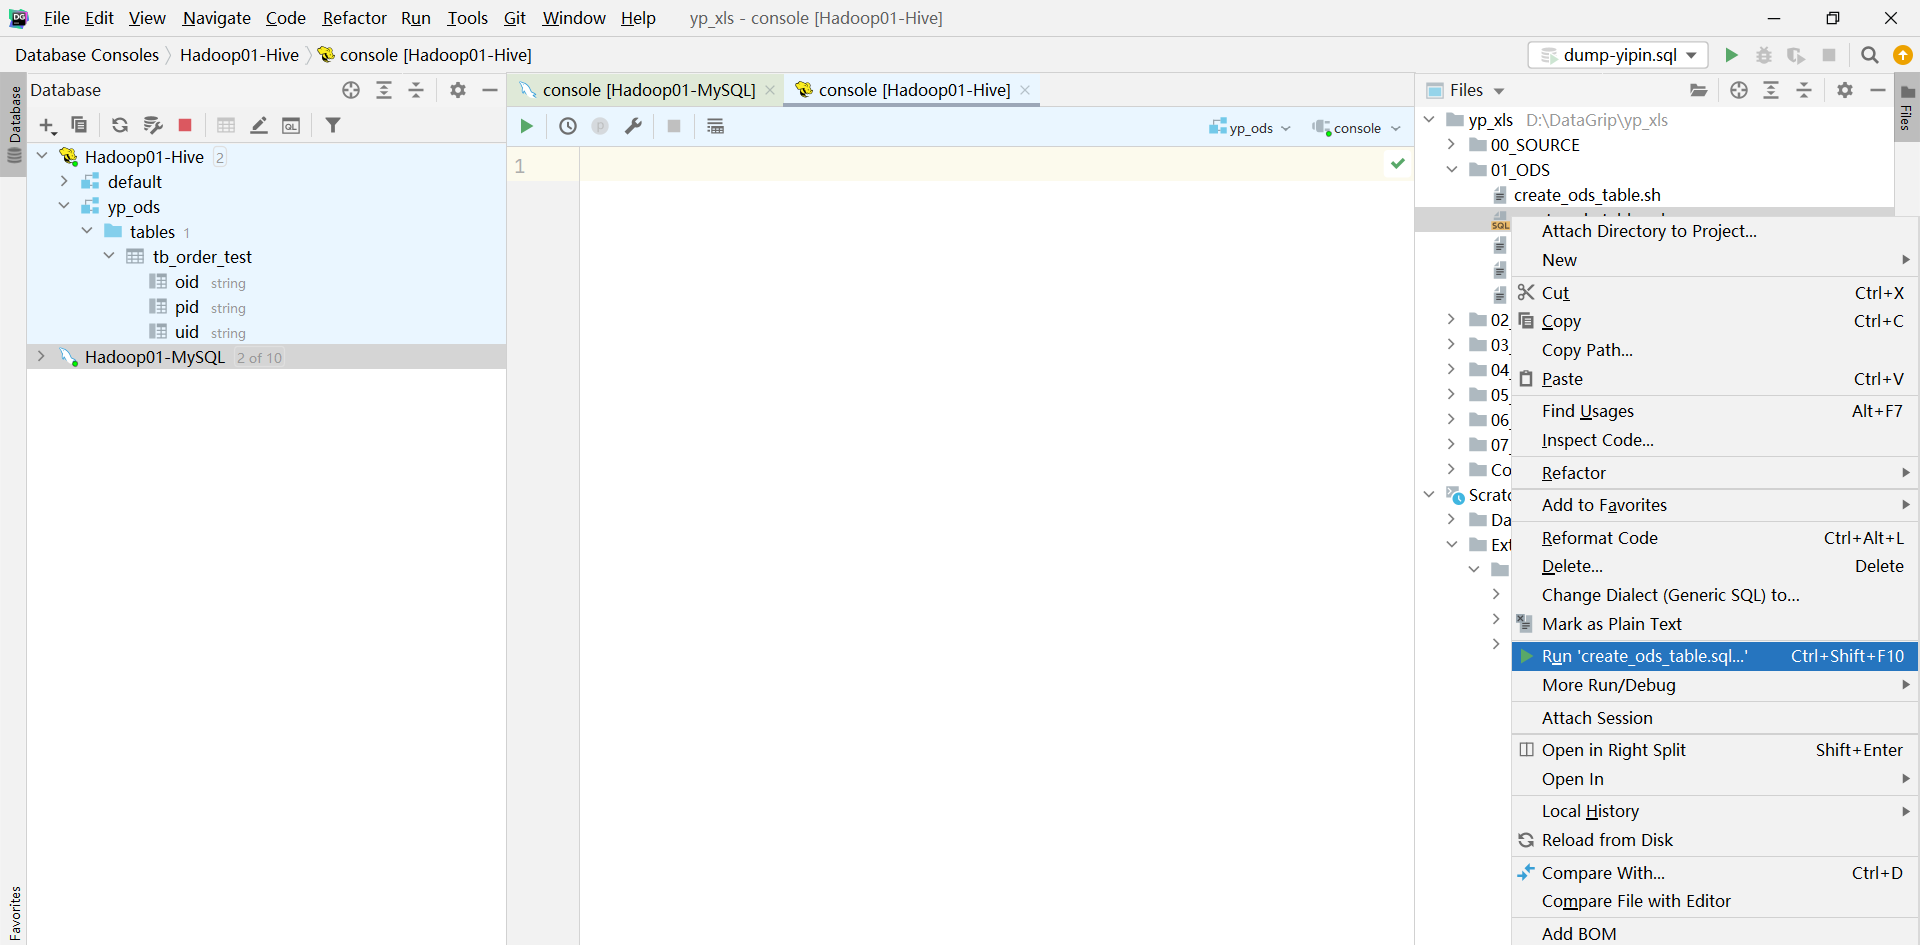 File Edit View Navigate Code Refactor Run Tools Git Window Help yp_xls - console [Hadoop01-Hive]
Database Consoles Hadoop01-Hive console [Hadoop01-Hive] dump-yipin.sql
Database
Database
console [Hadoop01-MySQL] console [Hadoop01-Hive]
Files
Files
yp_ods console
1
Hadoop01-Hive 2
default
yp_ods
tables 1
tb_order_test
oid string
pid string
uid string
Hadoop01-MySQL 2 of 10
Favorites
yp_xls D:\DataGrip\yp_xls
00_SOURCE
01_ODS
create_ods_table.sh
SQL
02_
03_
04_
05_
06_
07_
Co
Scratc
Da
Ext
Attach Directory to Project...
New
Cut Ctrl+X
Copy Ctrl+C
Copy Path...
Paste Ctrl+V
Find Usages Alt+F7
Inspect Code...
Refactor
Add to Favorites
Reformat Code Ctrl+Alt+L
Delete... Delete
Change Dialect (Generic SQL) to...
Mark as Plain Text
Run 'create_ods_table.sql...' Ctrl+Shift+F10
More Run/Debug
Attach Session
Open in Right Split Shift+Enter
Open In
Local History
Reload from Disk
Compare With... Ctrl+D
Compare File with Editor
Add BOM